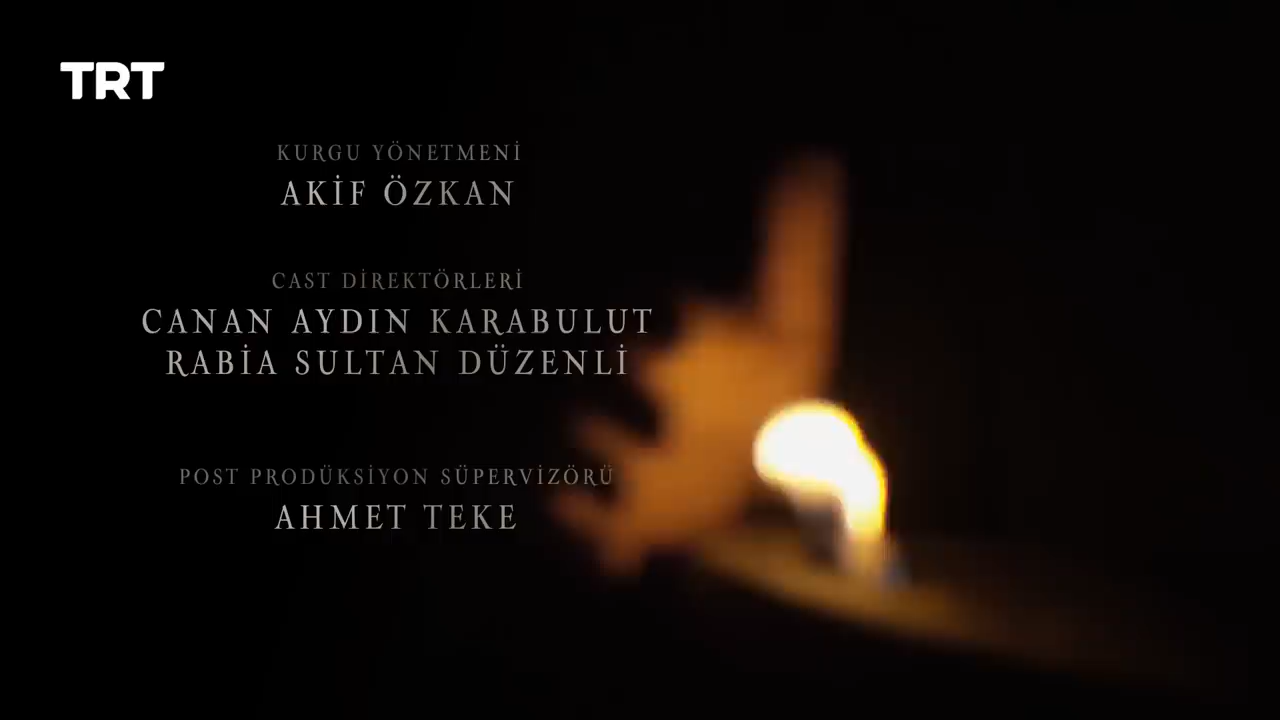 TRT
KURGU YÖNETMENİ
AKİF ÖZKAN
CAST DİREKTÖRLERİ
CANAN AYDIN KARABULUT
RABİA SULTAN DÜZENLİ
POST PRODÜKSİYON SÜPERVİZÖRÜ
AHMET TEKE